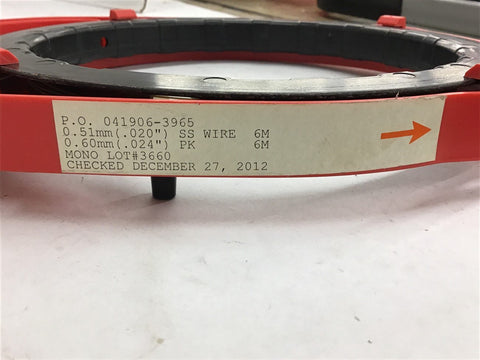 P.O. 041906-3965
0.51mm(.020") SS WIRE 6M
0.60mm(.024") PK 6M
MONO LOT#3660
CHECKED DECEMBER 27, 2012